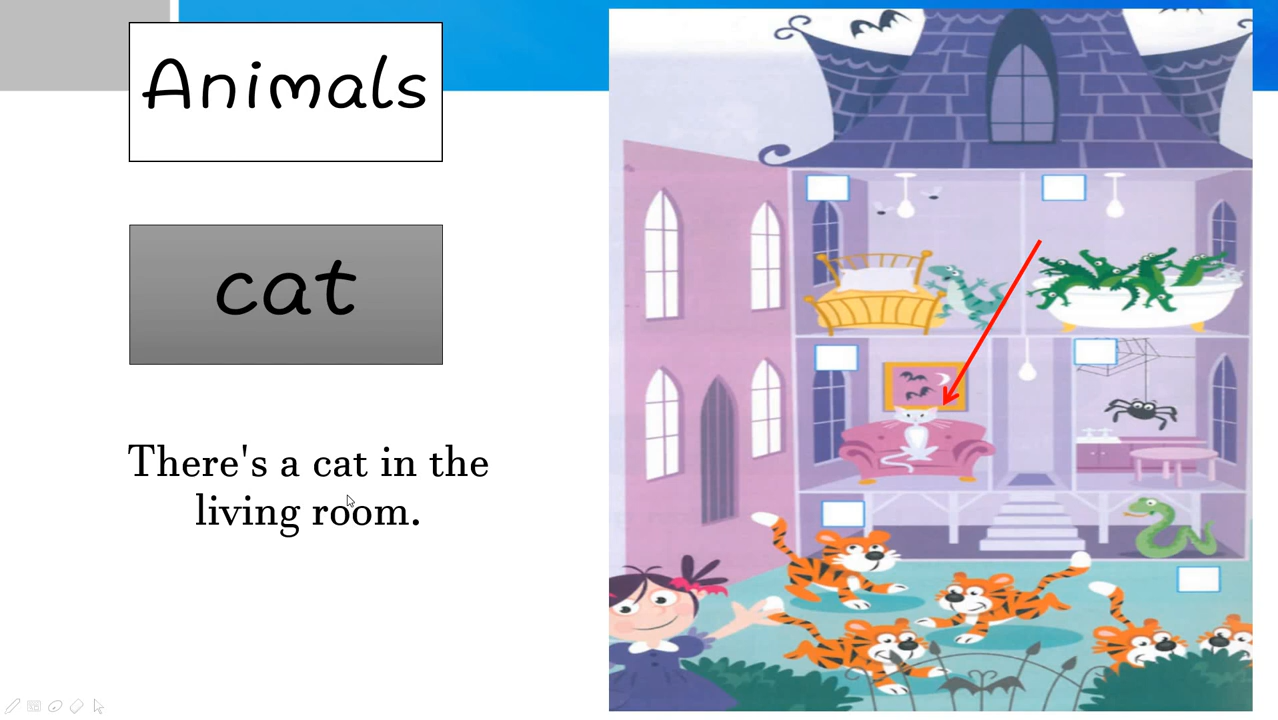 Animals
cat
There's a cat in the
living room.